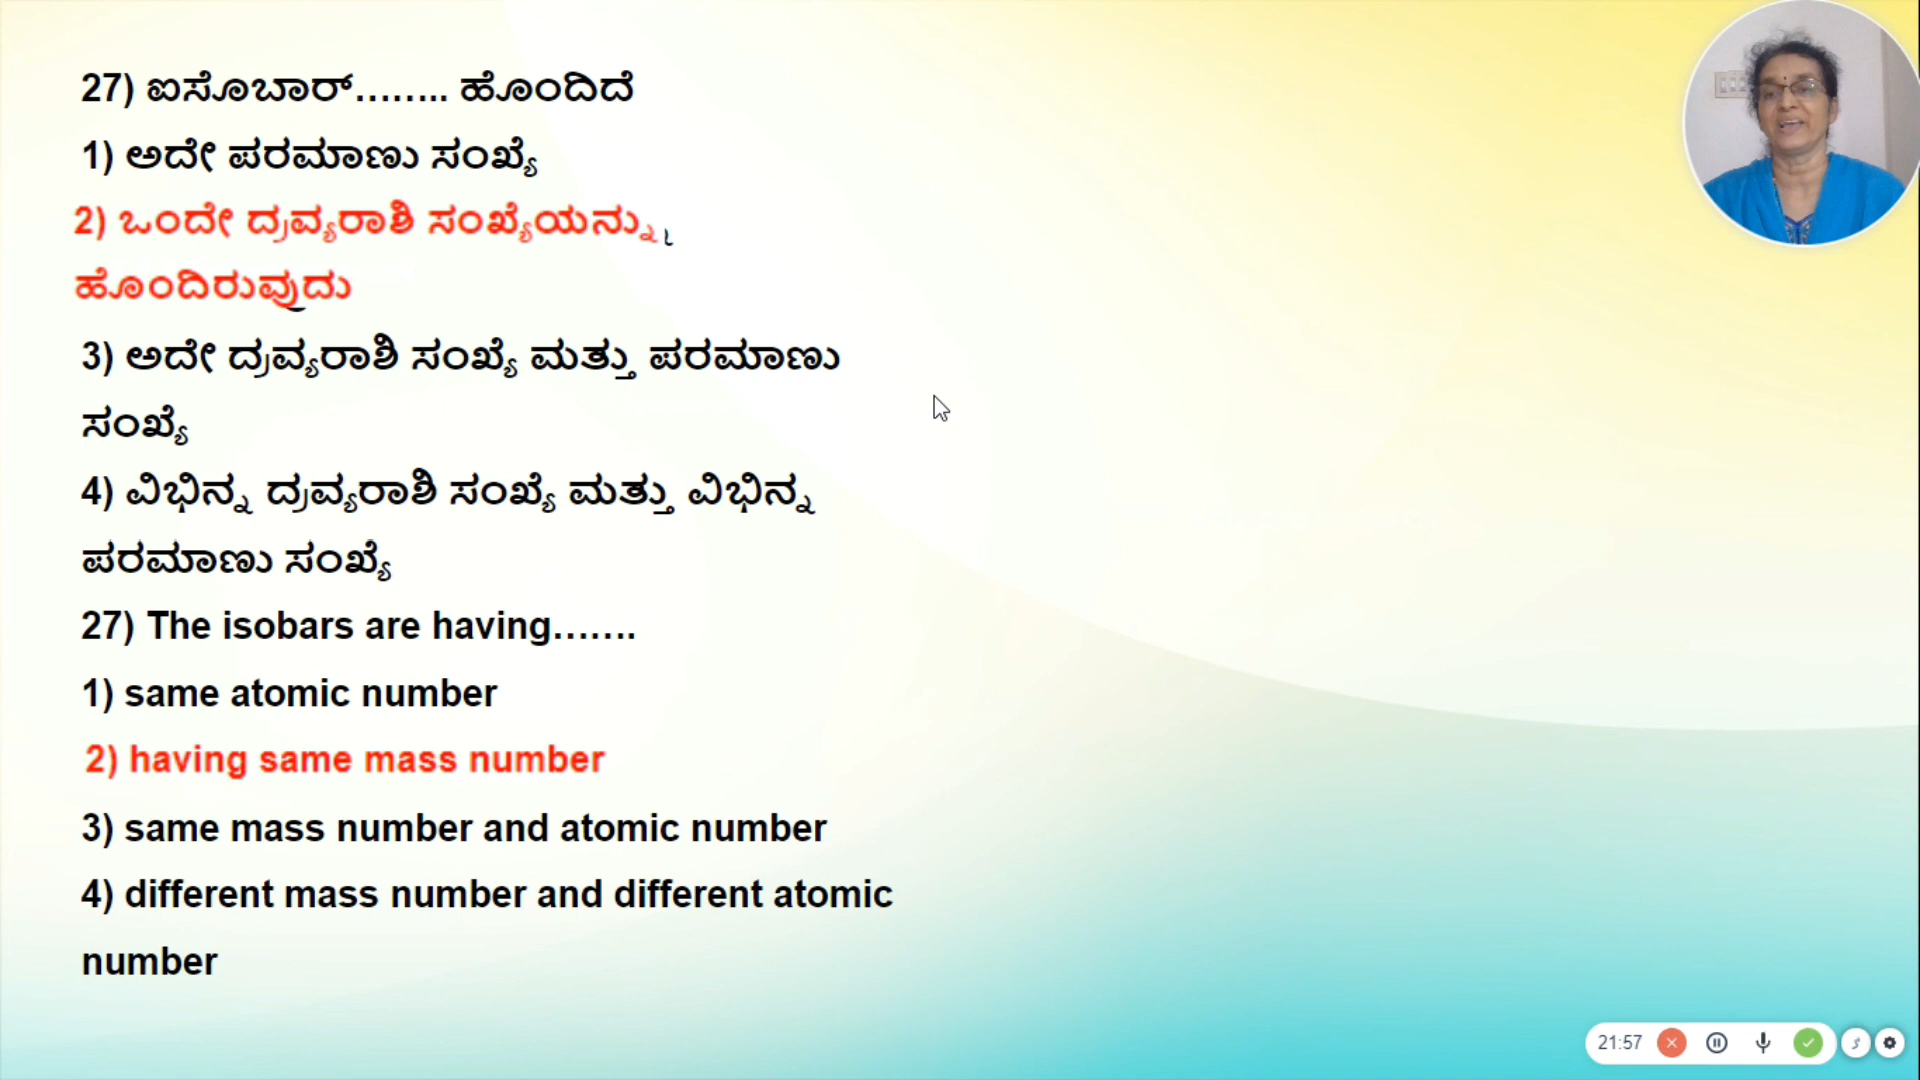 27) ಐಸೊಬಾರ್…….. ಹೊಂದಿದೆ
1) ಅದೇ ಪರಮಾಣು ಸಂಖ್ಯೆ
2) ಒಂದೇ ದ್ರವ್ಯರಾಶಿ ಸಂಖ್ಯೆಯನ್ನು
ಹೊಂದಿರುವುದು
3) ಅದೇ ದ್ರವ್ಯರಾಶಿ ಸಂಖ್ಯೆ ಮತ್ತು ಪರಮಾಣು
ಸಂಖ್ಯೆ
4) ವಿಭಿನ್ನ ದ್ರವ್ಯರಾಶಿ ಸಂಖ್ಯೆ ಮತ್ತು ವಿಭಿನ್ನ
ಪರಮಾಣು ಸಂಖ್ಯೆ
27) The isobars are having…….
1) same atomic number
2) having same mass number
3) same mass number and atomic number
4) different mass number and different atomic
number
21:57